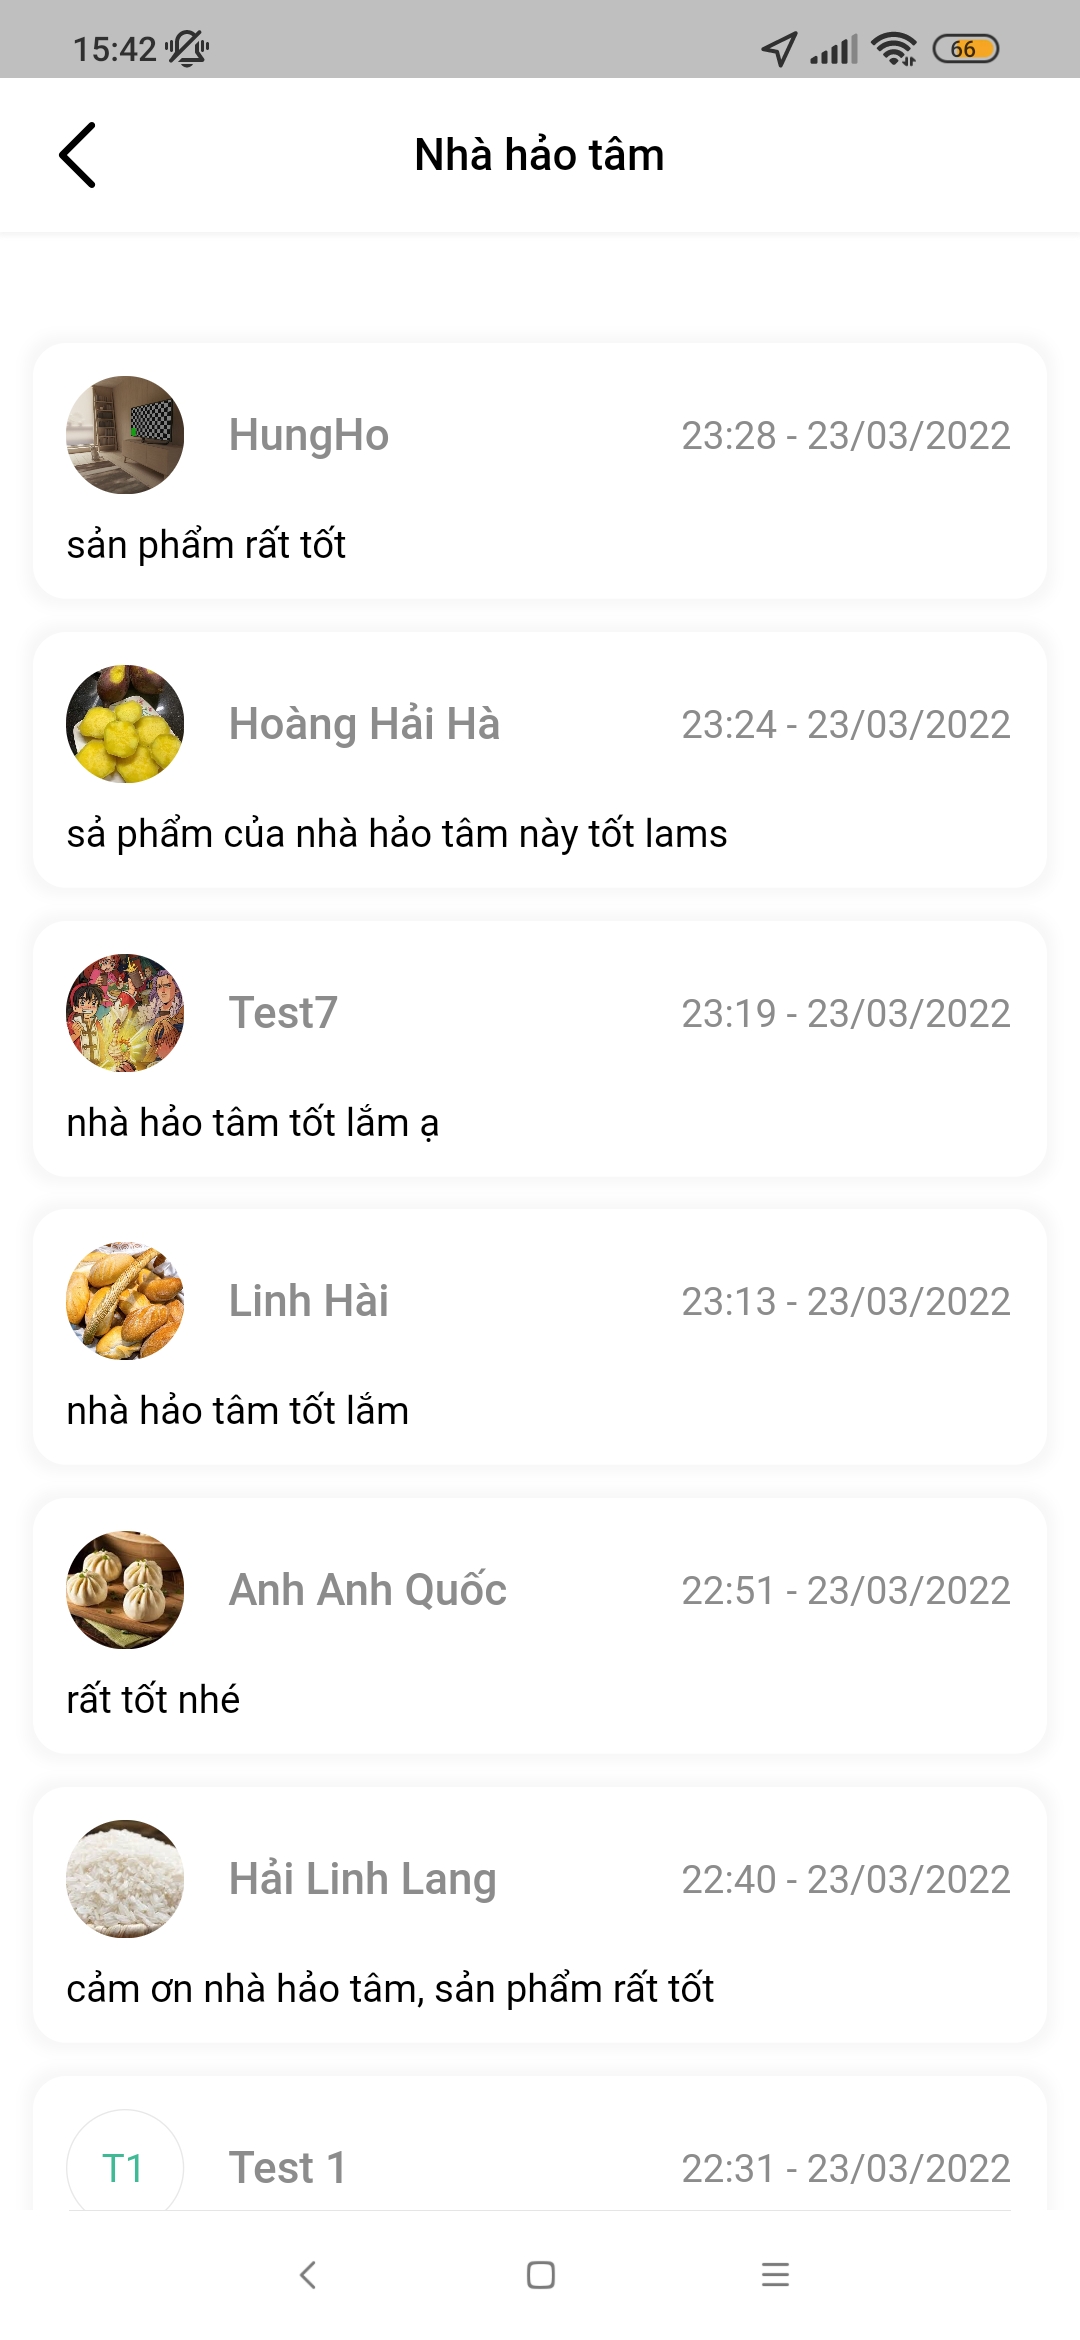 15:42
66
Nhà hảo tâm
HungHo
23:28 - 23/03/2022
sản phẩm rất tốt
Hoàng Hải Hà
23:24 - 23/03/2022
sả phẩm của nhà hảo tâm này tốt lams
Test7
23:19 - 23/03/2022
nhà hảo tâm tốt lắm ạ
Linh Hài
23:13 - 23/03/2022
nhà hảo tâm tốt lắm
Anh Anh Quốc
22:51 - 23/03/2022
rất tốt nhé
Hải Linh Lang
22:40 - 23/03/2022
cảm ơn nhà hảo tâm, sản phẩm rất tốt
T1
Test 1
22:31 - 23/03/2022